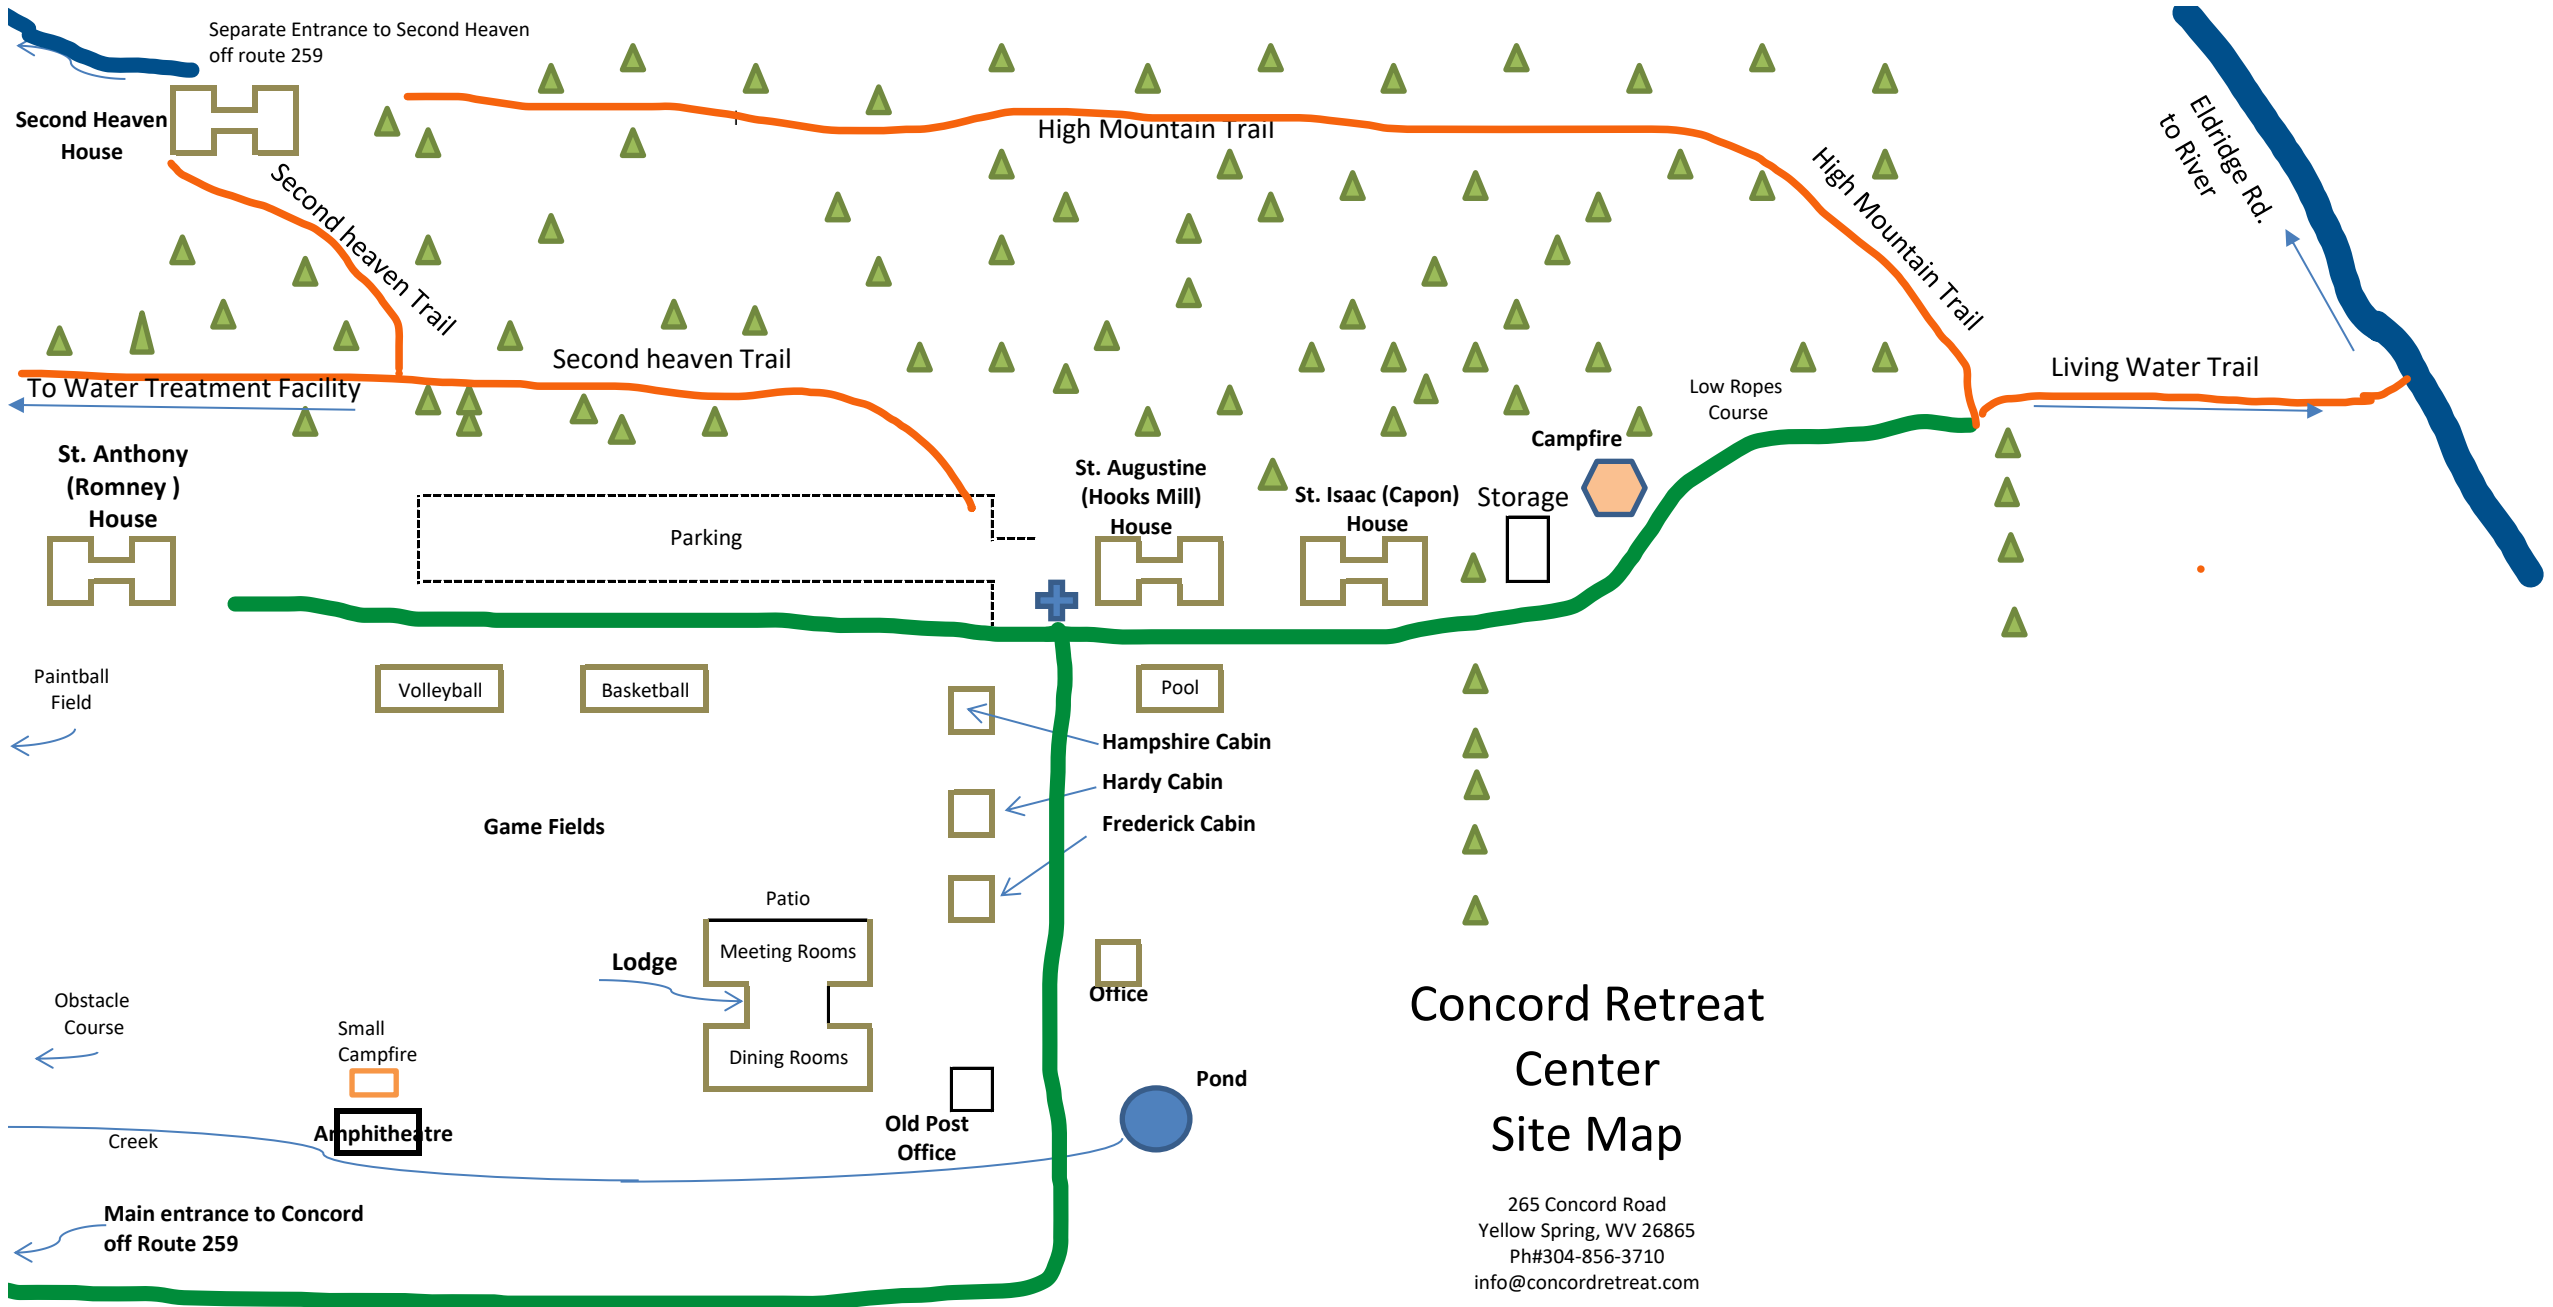 Separate Entrance to Second Heaven
off route 259
Second Heaven
House
High Mountain Trail
Eldridge Rd.
to River
High Mountain Trail
Second heaven Trail
Second heaven Trail
To Water Treatment Facility
Living Water Trail
Low Ropes
Course
Campfire
St. Anthony
(Romney )
House
St. Augustine
(Hooks Mill)
House
St. Isaac (Capon)
House
Storage
Parking
Paintball
Field
Volleyball
Basketball
Pool
Hampshire Cabin
Hardy Cabin
Frederick Cabin
Game Fields
Patio
Meeting Rooms
Lodge
Dining Rooms
Office
Obstacle
Course
Small
Campfire
Amphitheatre
Creek
Old Post
Office
Pond
Main entrance to Concord
off Route 259
Concord Retreat
Center
Site Map
265 Concord Road
Yellow Spring, WV 26865
Ph#304-856-3710
info@concordretreat.com